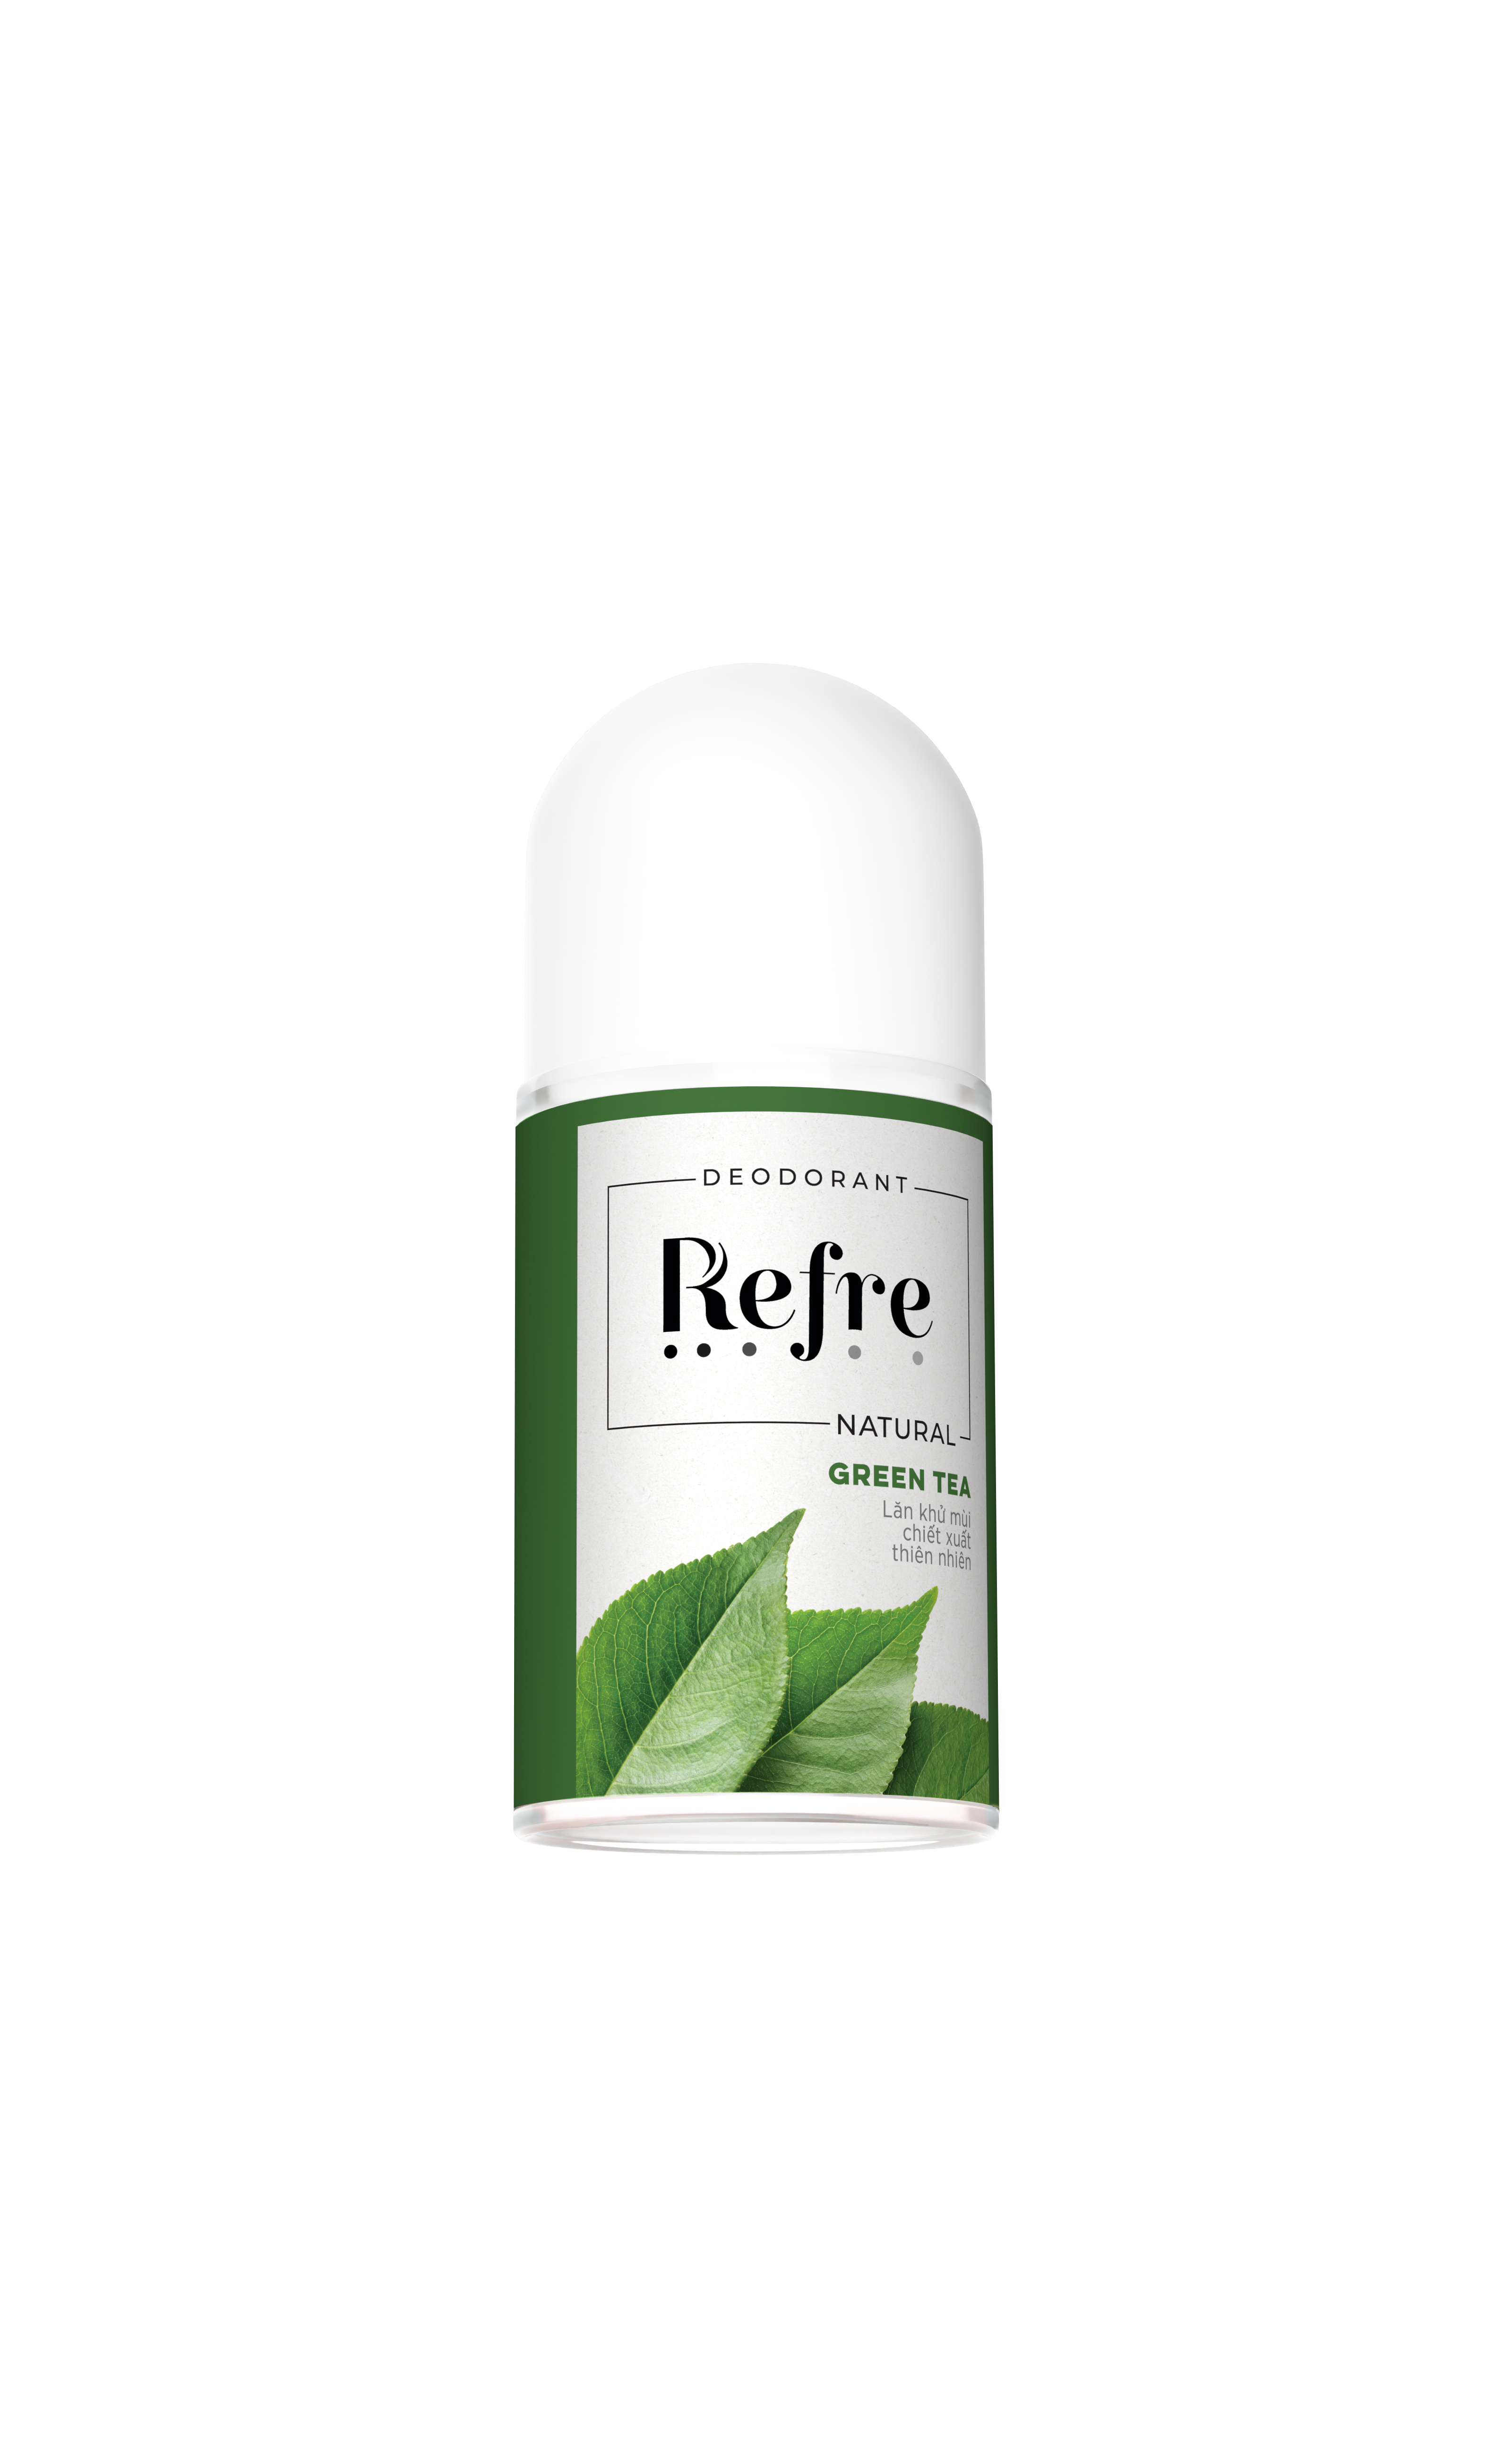 DEODORANT
Refre
NATURAL
GREEN TEA
Lăn khử mùi
chiết xuất
thiên nhiên